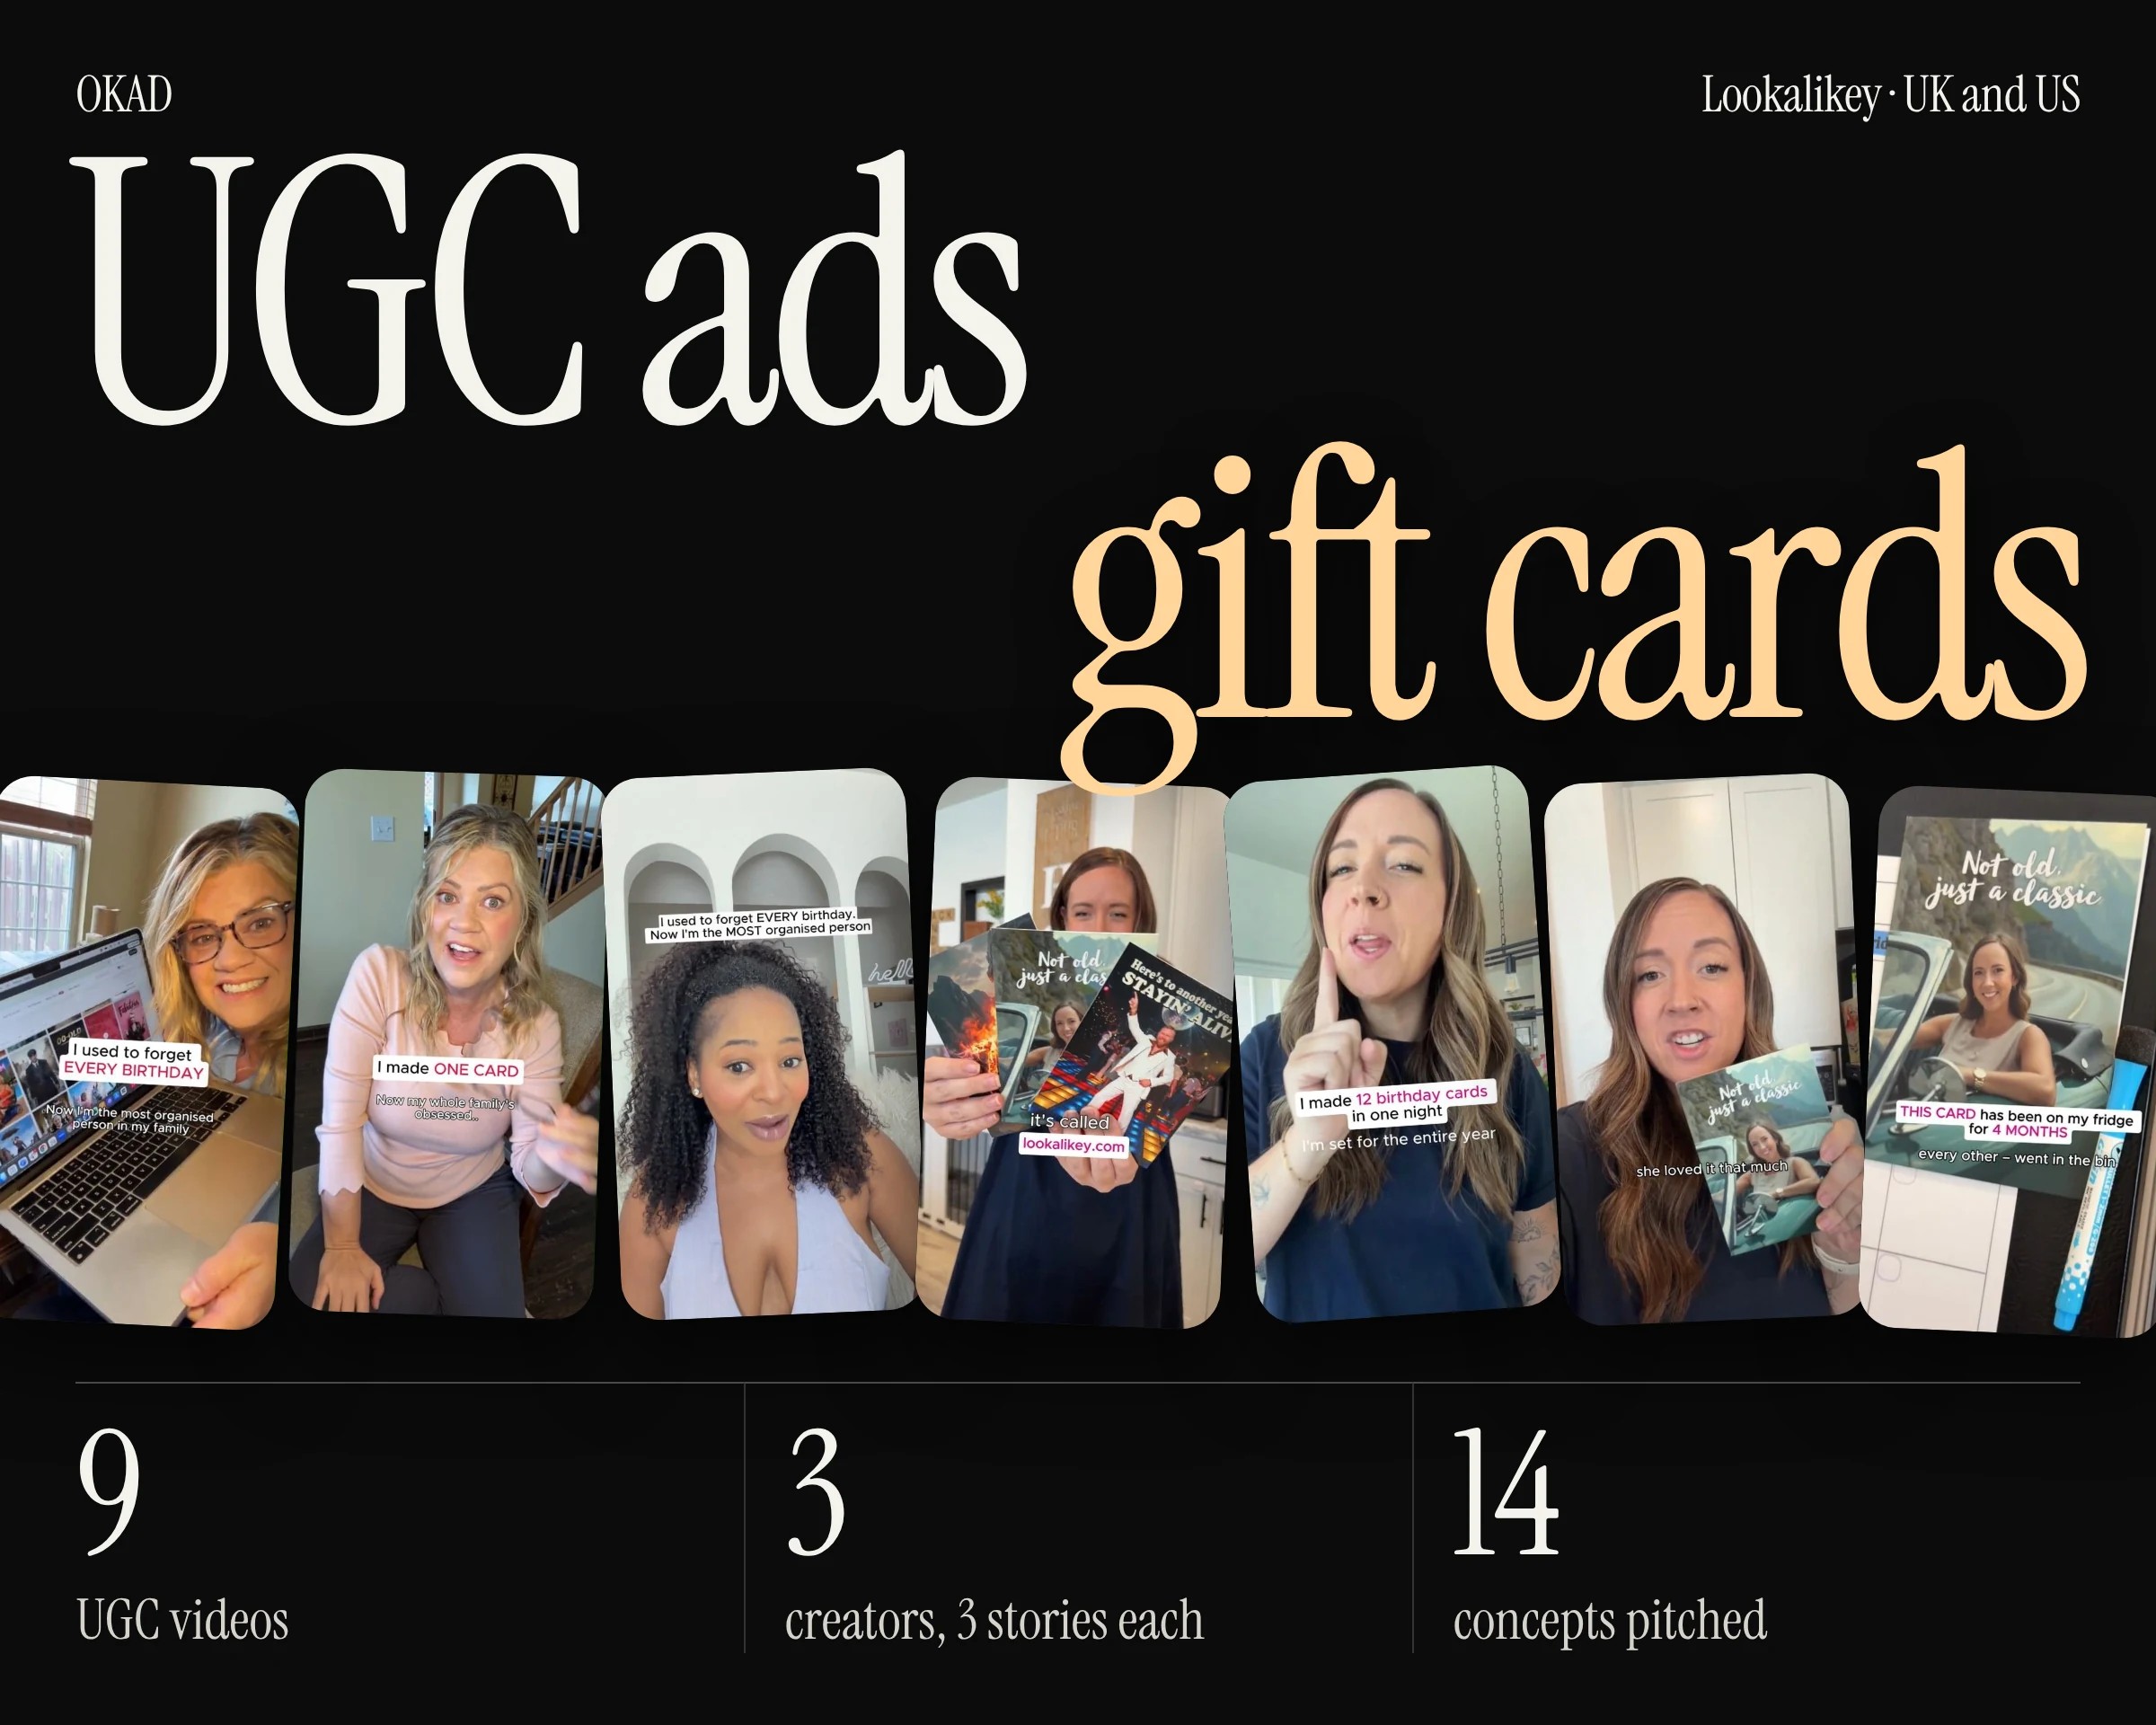 OKAD
Lookalikey · UK and US
UGC ads
gift cards
I used to forget
EVERY BIRTHDAY
Now I'm the most organised
person in my family
I made ONE CARD
Now my whole family's
obsessed..
I used to forget EVERY birthday.
Now I'm the MOST organised person
hello
Not old,
just a clas
Here's to another yea
STAYIN' ALIV
it's called
lookalikey.com
I made 12 birthday cards
in one night
I'm set for the entire year
Not old,
just a classic
she loved it that much
Not old,
just a classic
THIS CARD has been on my fridge
for 4 MONTHS
every other – went in the bin
9
UGC videos
3
creators, 3 stories each
14
concepts pitched